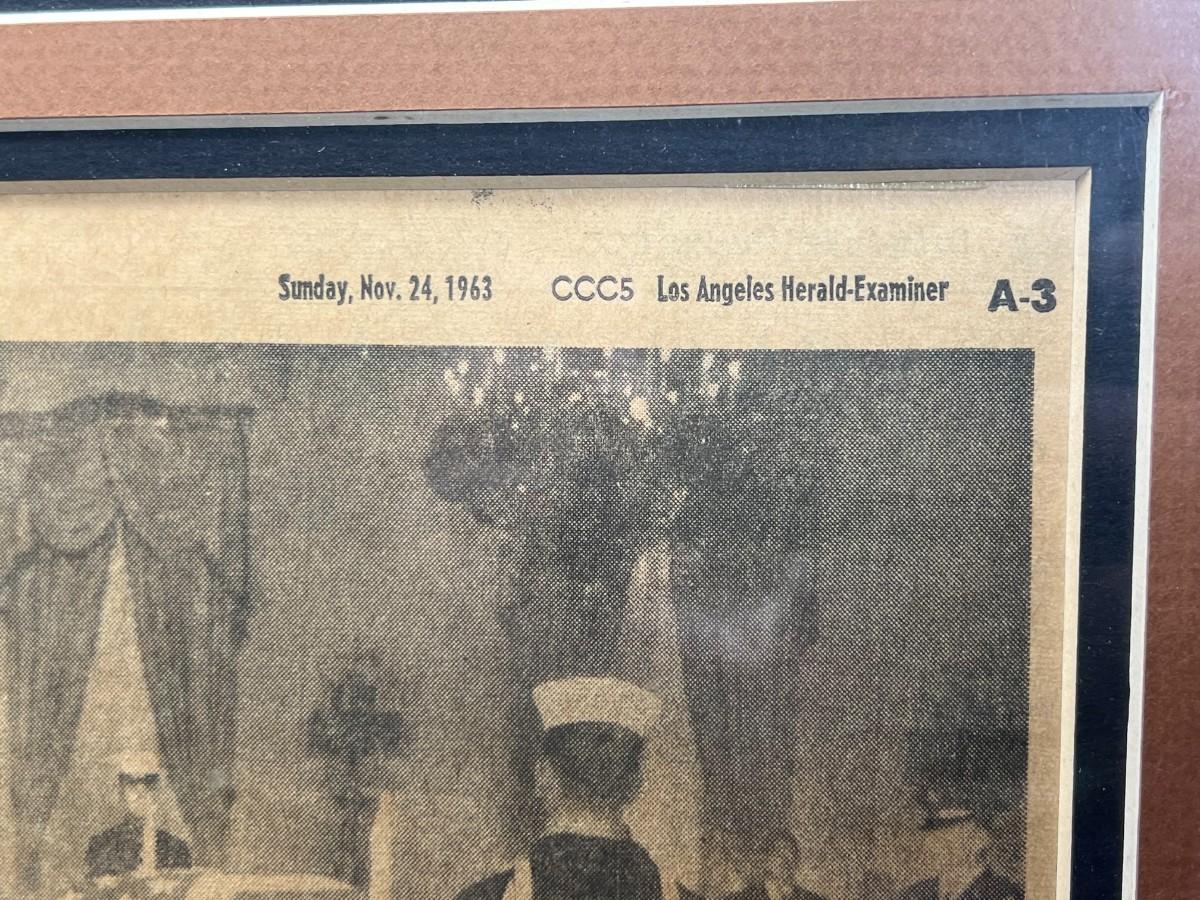 Sunday, Nov. 24, 1963 CCC5 Los Angeles Herald-Examiner A-3